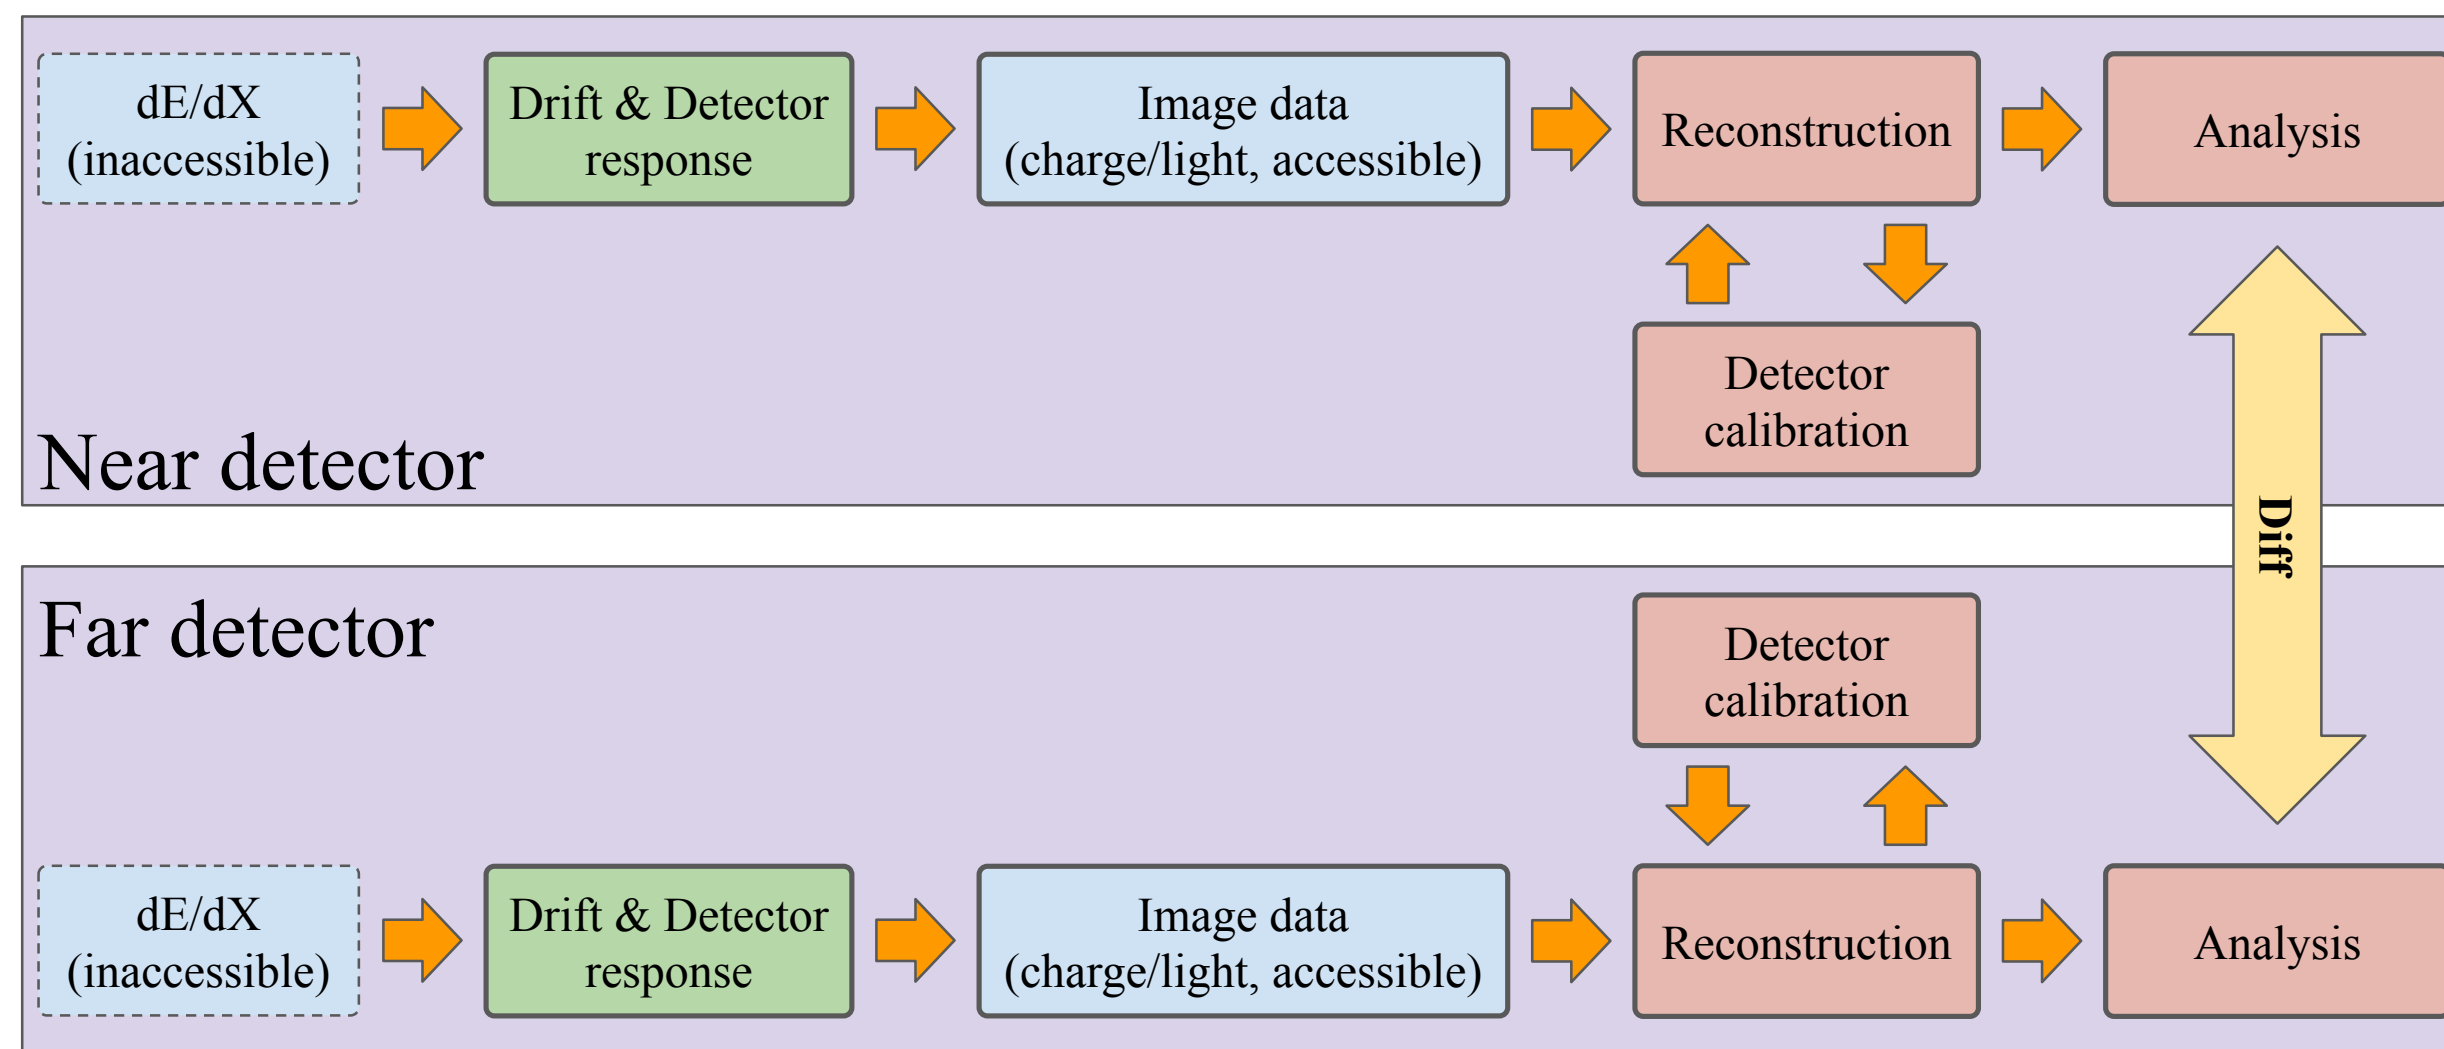 dE/dX
(inaccessible)
Drift & Detector
response
Image data
(charge/light, accessible)
Reconstruction
Analysis
Detector
calibration
Near detector
Diff
Far detector
Detector
calibration
dE/dX
(inaccessible)
Drift & Detector
response
Image data
(charge/light, accessible)
Reconstruction
Analysis